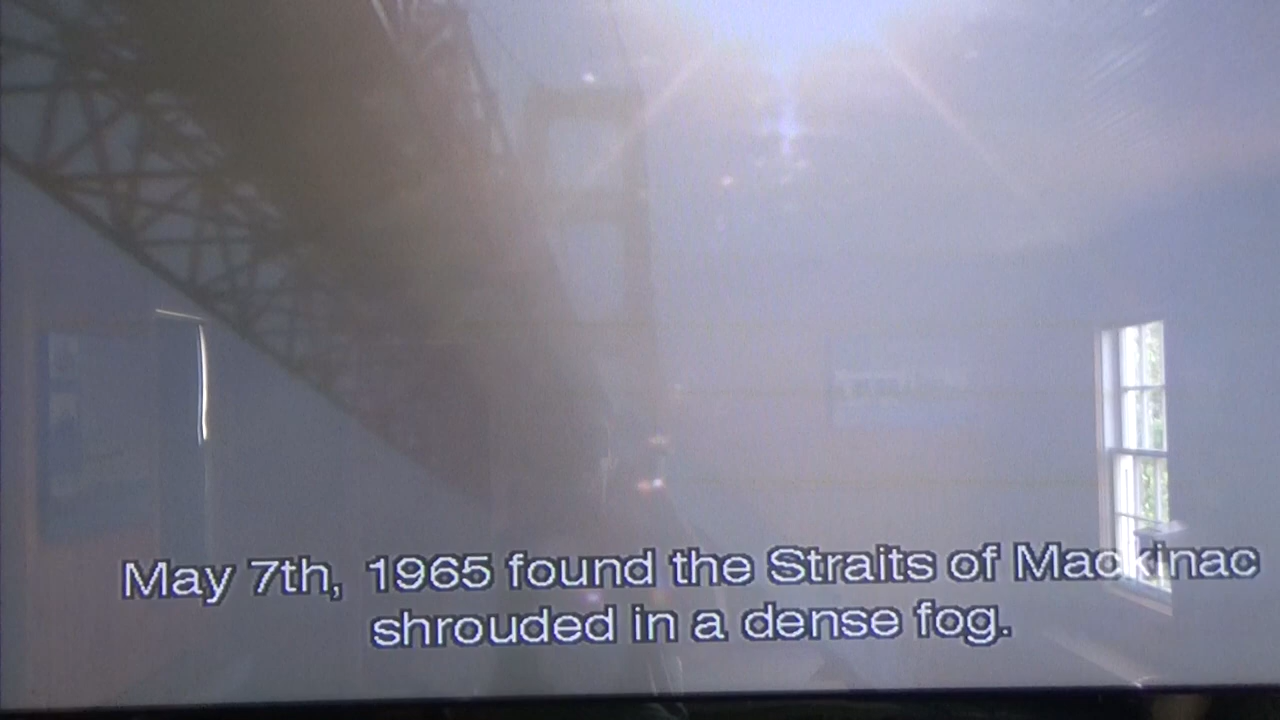 May 7th, 1965 found the Straits of Mackinac
shrouded in a dense fog.